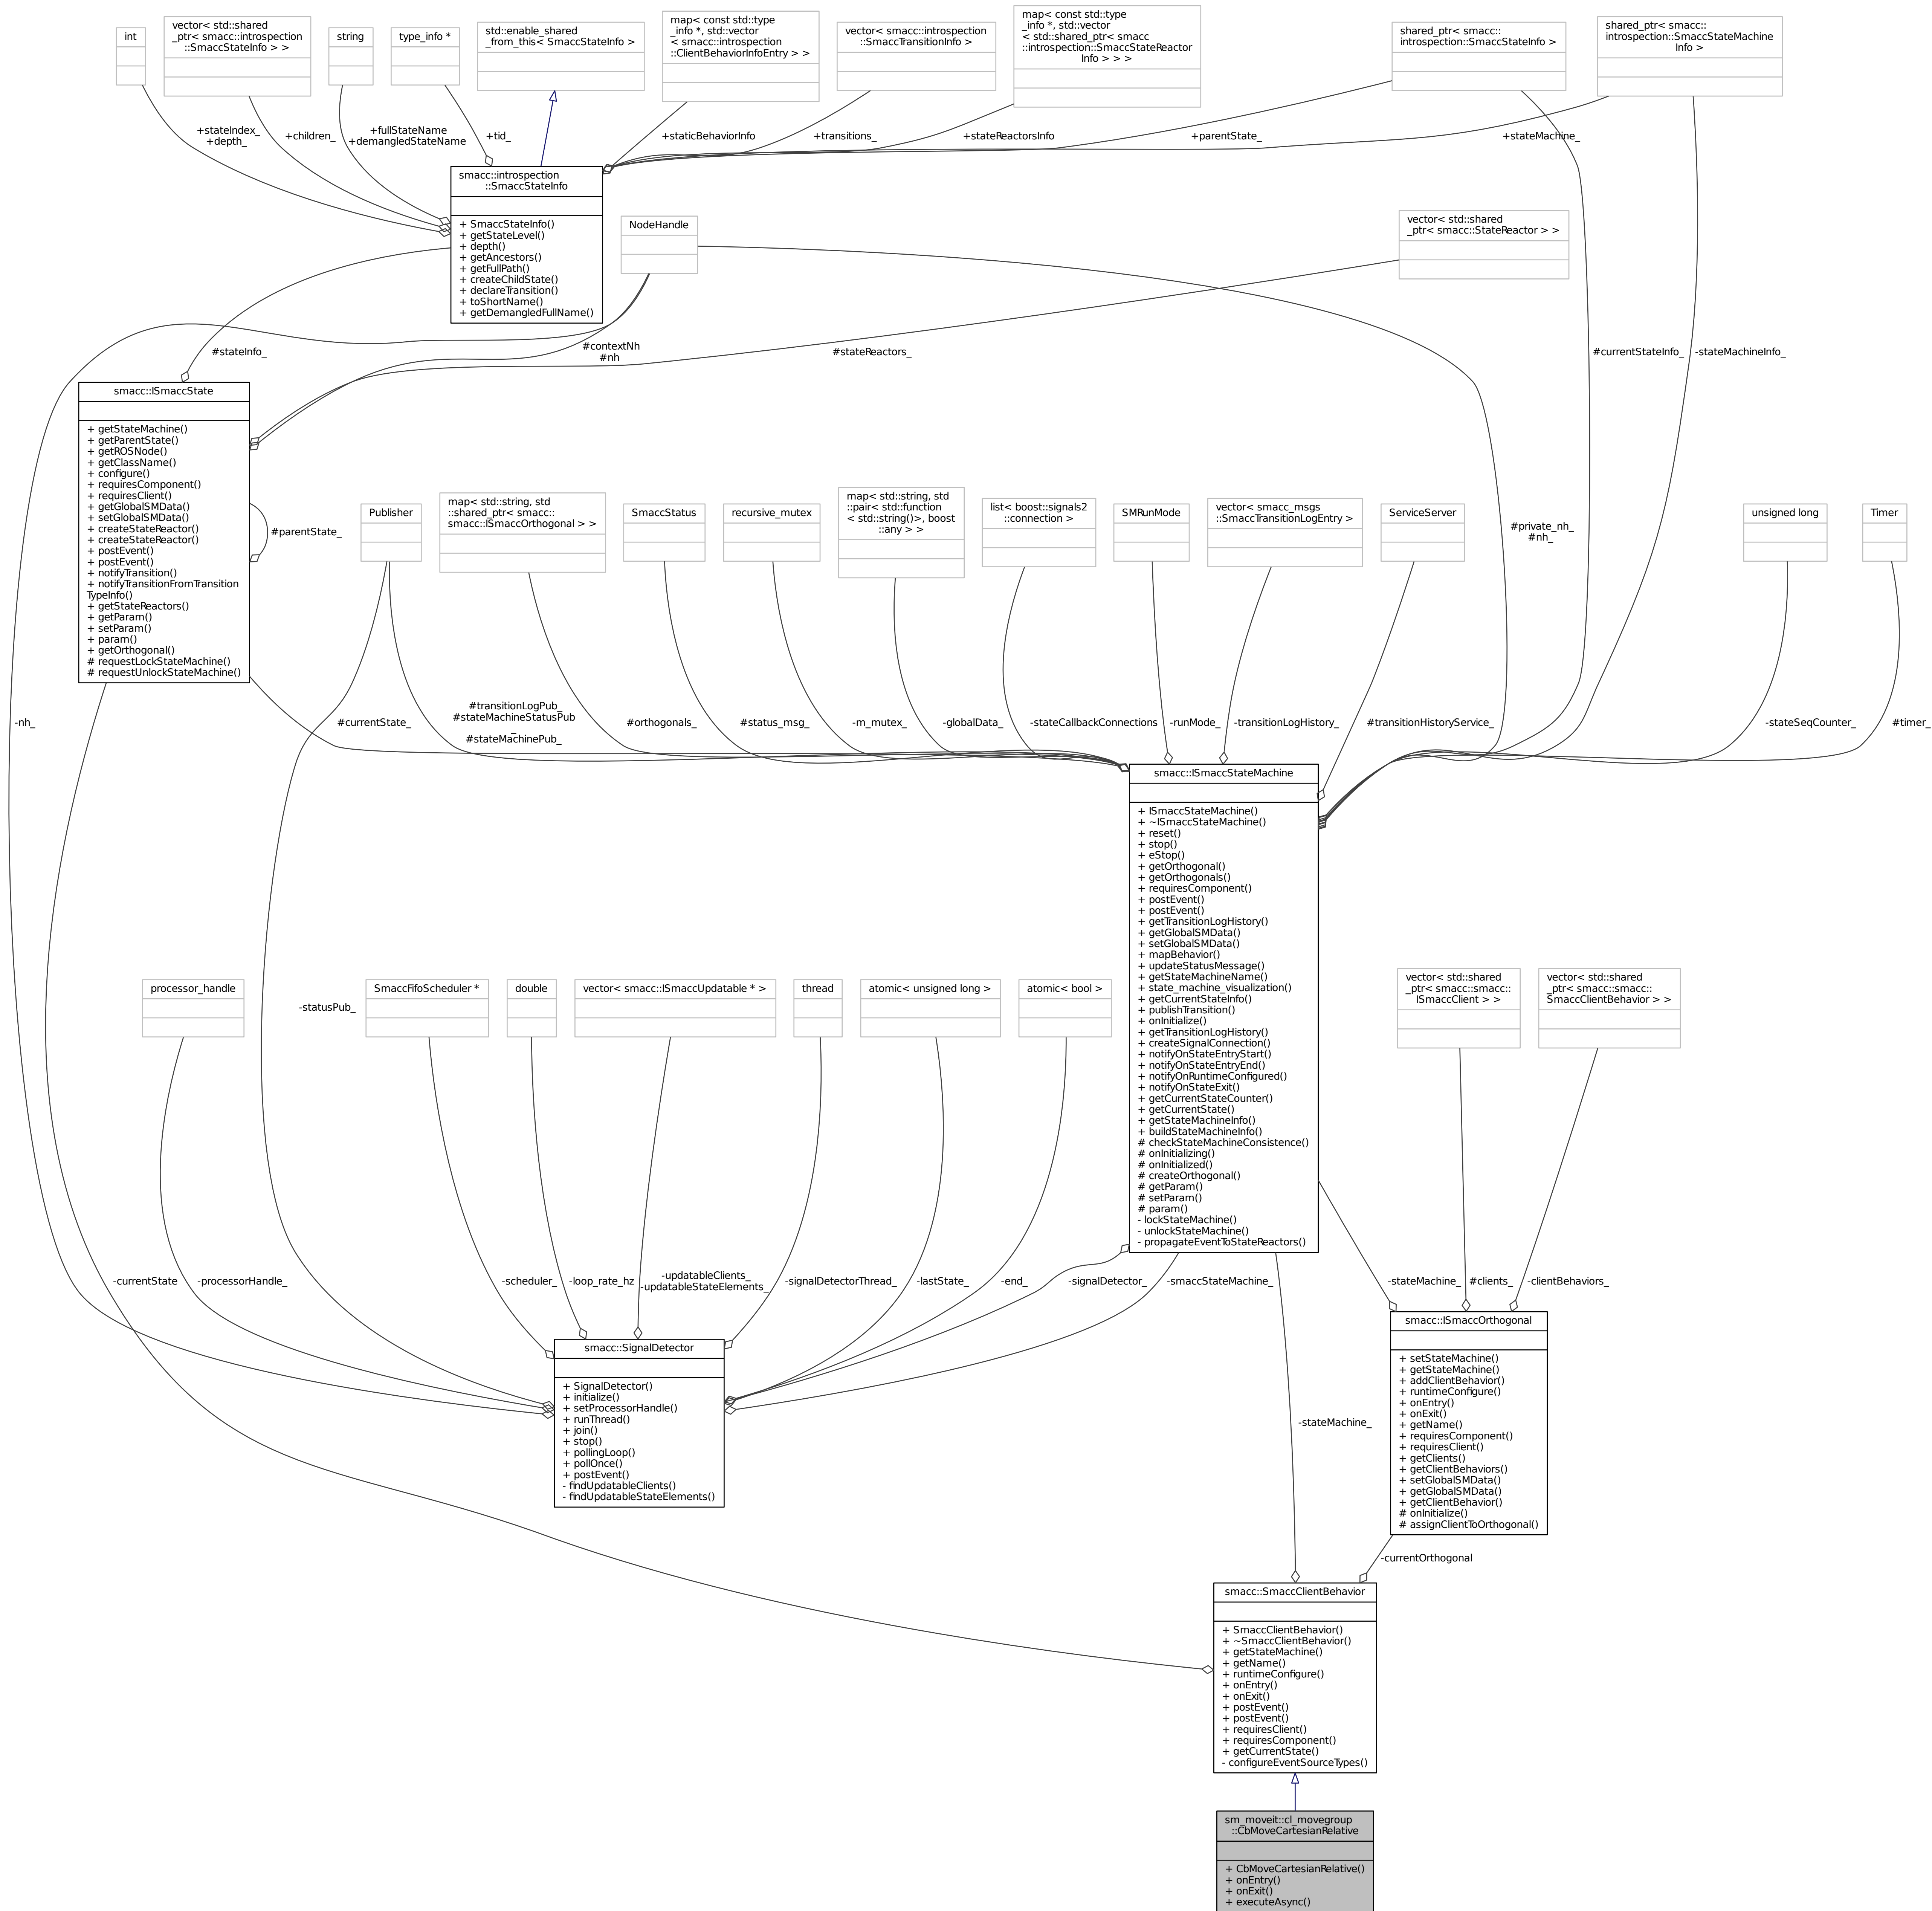 int
vector< std::shared
_ptr< smacc::introspection
::SmaccStateInfo > >
string
type_info *
std::enable_shared
_from_this< SmaccStateInfo >
map< const std::type
_info *, std::vector
< smacc::introspection
::ClientBehaviorInfoEntry > >
vector< smacc::introspection
::SmaccTransitionInfo >
map< const std::type
_info *, std::vector
< std::shared_ptr< smacc
::introspection::SmaccStateReactor
Info > > >
shared_ptr< smacc::
introspection::SmaccStateInfo >
shared_ptr< smacc::
introspection::SmaccStateMachine
Info >
+stateIndex_
+depth_
+children_
+fullStateName
+demangledStateName
+tid_
+staticBehaviorInfo
+transitions_
+stateReactorsInfo
+parentState_
+stateMachine_
smacc::introspection
::SmaccStateInfo
+ SmaccStateInfo()
+ getStateLevel()
+ depth()
+ getAncestors()
+ getFullPath()
+ createChildState()
+ declareTransition()
+ toShortName()
+ getDemangledFullName()
NodeHandle
vector< std::shared
_ptr< smacc::StateReactor > >
#stateInfo_
#contextNh
#nh
#stateReactors_
#currentStateInfo_
-stateMachineInfo_
smacc::ISmaccState
+ getStateMachine()
+ getParentState()
+ getROSNode()
+ getClassName()
+ configure()
+ requiresComponent()
+ requiresClient()
+ getGlobalSMData()
+ setGlobalSMData()
+ createStateReactor()
+ createStateReactor()
+ postEvent()
+ postEvent()
+ notifyTransition()
+ notifyTransitionFromTransition
TypeInfo()
+ getStateReactors()
+ getParam()
+ setParam()
+ param()
+ getOrthogonal()
# requestLockStateMachine()
# requestUnlockStateMachine()
#parentState_
Publisher
map< std::string, std
::shared_ptr< smacc::
smacc::ISmaccOrthogonal > >
SmaccStatus
recursive_mutex
map< std::string, std
::pair< std::function
< std::string()>, boost
::any > >
list< boost::signals2
::connection >
SMRunMode
vector< smacc_msgs
::SmaccTransitionLogEntry >
ServiceServer
#private_nh_
#nh_
unsigned long
Timer
-nh_
#currentState_
#transitionLogPub_
#stateMachineStatusPub
_
#stateMachinePub_
#orthogonals_
#status_msg_
-m_mutex_
-globalData_
-stateCallbackConnections
-runMode_
-transitionLogHistory_
#transitionHistoryService_
-stateSeqCounter_
#timer_
smacc::ISmaccStateMachine
+ ISmaccStateMachine()
+ ~ISmaccStateMachine()
+ reset()
+ stop()
+ eStop()
+ getOrthogonal()
+ getOrthogonals()
+ requiresComponent()
+ postEvent()
+ postEvent()
+ getTransitionLogHistory()
+ getGlobalSMData()
+ setGlobalSMData()
+ mapBehavior()
+ updateStatusMessage()
+ getStateMachineName()
+ state_machine_visualization()
+ getCurrentStateInfo()
+ publishTransition()
+ onInitialize()
+ getTransitionLogHistory()
+ createSignalConnection()
+ notifyOnStateEntryStart()
+ notifyOnStateEntryEnd()
+ notifyOnRuntimeConfigured()
+ notifyOnStateExit()
+ getCurrentStateCounter()
+ getCurrentState()
+ getStateMachineInfo()
+ buildStateMachineInfo()
# checkStateMachineConsistence()
# onInitializing()
# onInitialized()
# createOrthogonal()
# getParam()
# setParam()
# param()
- lockStateMachine()
- unlockStateMachine()
- propagateEventToStateReactors()
processor_handle
-statusPub_
SmaccFifoScheduler *
double
vector< smacc::ISmaccUpdatable * >
thread
atomic< unsigned long >
atomic< bool >
vector< std::shared
_ptr< smacc::smacc::
ISmaccClient > >
vector< std::shared
_ptr< smacc::smacc::
SmaccClientBehavior > >
-currentState
-processorHandle_
-scheduler_
-loop_rate_hz
-updatableClients_
-updatableStateElements_
-signalDetectorThread_
-lastState_
-end_
-signalDetector_
-smaccStateMachine_
-stateMachine_
#clients_
-clientBehaviors_
smacc::SignalDetector
+ SignalDetector()
+ initialize()
+ setProcessorHandle()
+ runThread()
+ join()
+ stop()
+ pollingLoop()
+ pollOnce()
+ postEvent()
- findUpdatableClients()
- findUpdatableStateElements()
-stateMachine_
smacc::ISmaccOrthogonal
+ setStateMachine()
+ getStateMachine()
+ addClientBehavior()
+ runtimeConfigure()
+ onEntry()
+ onExit()
+ getName()
+ requiresComponent()
+ requiresClient()
+ getClients()
+ getClientBehaviors()
+ setGlobalSMData()
+ getGlobalSMData()
+ getClientBehavior()
# onInitialize()
# assignClientToOrthogonal()
-currentOrthogonal
smacc::SmaccClientBehavior
+ SmaccClientBehavior()
+ ~SmaccClientBehavior()
+ getStateMachine()
+ getName()
+ runtimeConfigure()
+ onEntry()
+ onExit()
+ postEvent()
+ postEvent()
+ requiresClient()
+ requiresComponent()
+ getCurrentState()
- configureEventSourceTypes()
sm_moveit::cl_movegroup
::CbMoveCartesianRelative
+ CbMoveCartesianRelative()
+ onEntry()
+ onExit()
+ executeAsync()